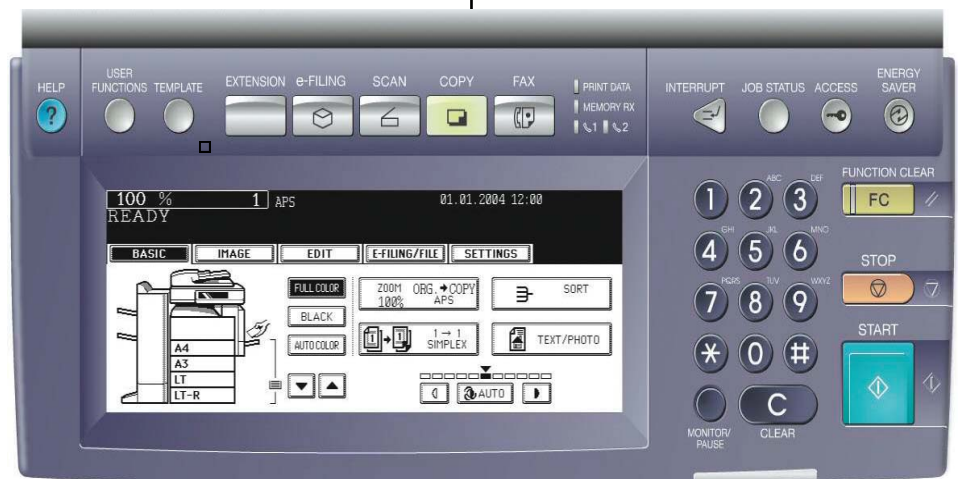 HELP
USER FUNCTIONS
TEMPLATE
EXTENSION
e-FILING
SCAN
COPY
FAX
PRINT DATA
MEMORY RX
1 2
INTERRUPT
JOB STATUS
ACCESS
ENERGY SAVER
?
100 % 1 APS 01.01.2004 12:00
READY
BASIC IMAGE EDIT E-FILING/FILE SETTINGS
FULL COLOR
BLACK
AUTO COLOR
ZOOM ORG.➔COPY
100% APS
SORT
1 ➔ 1
1 → 1
SIMPLEX
TEXT/PHOTO
A4
A3
LT
LT-R
AUTO
1
ABC
2
DEF
3
GHI
4
JKL
5
MNO
6
PQRS
7
TUV
8
WXYZ
9
*
0
#
MONITOR/
PAUSE
C
CLEAR
FUNCTION CLEAR
FC
STOP
START